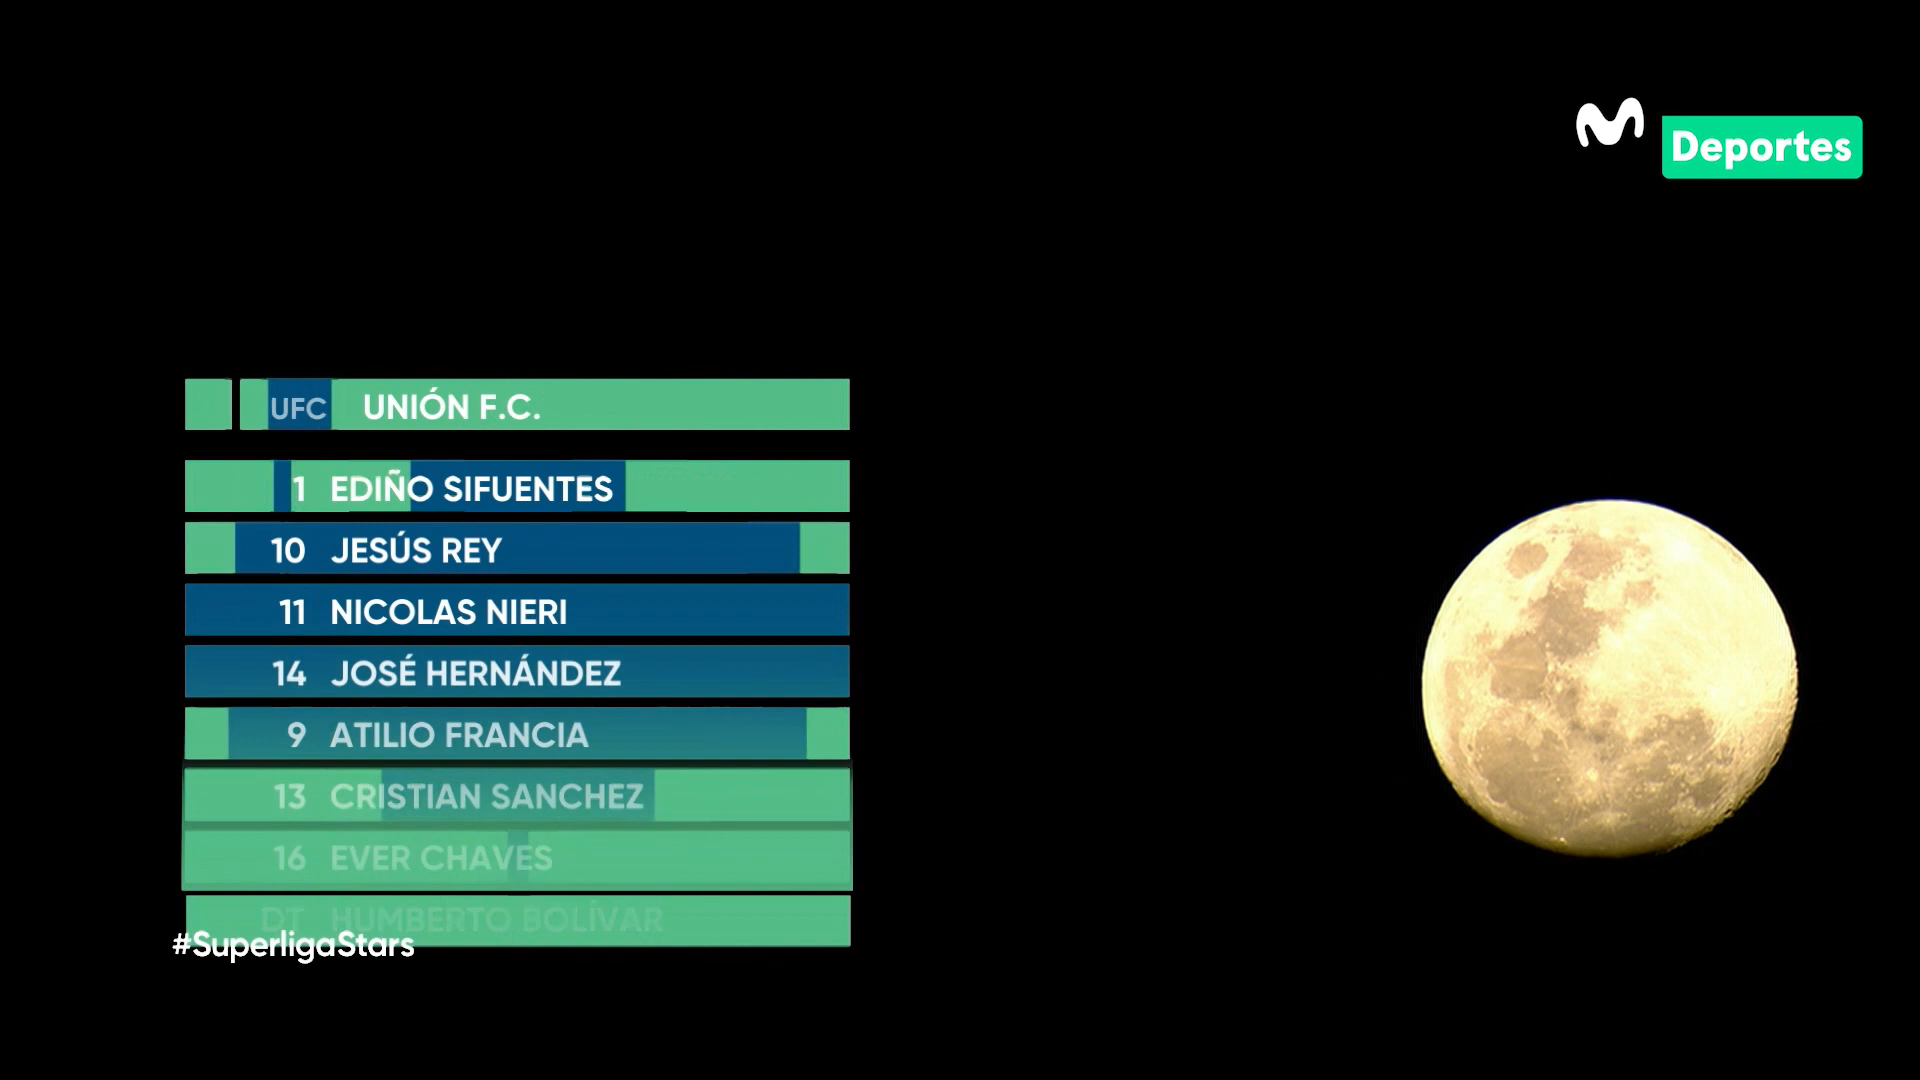 Deportes
UFC UNIÓN F.C.
1 EDIÑO SIFUENTES
10 JESÚS REY
11 NICOLAS NIERI
14 JOSÉ HERNÁNDEZ
9 ATILIO FRANCIA
13 CRISTIAN SANCHEZ
16 EVER CHAVES
DT HUMBERTO BOLÍVAR
#SuperligaStars